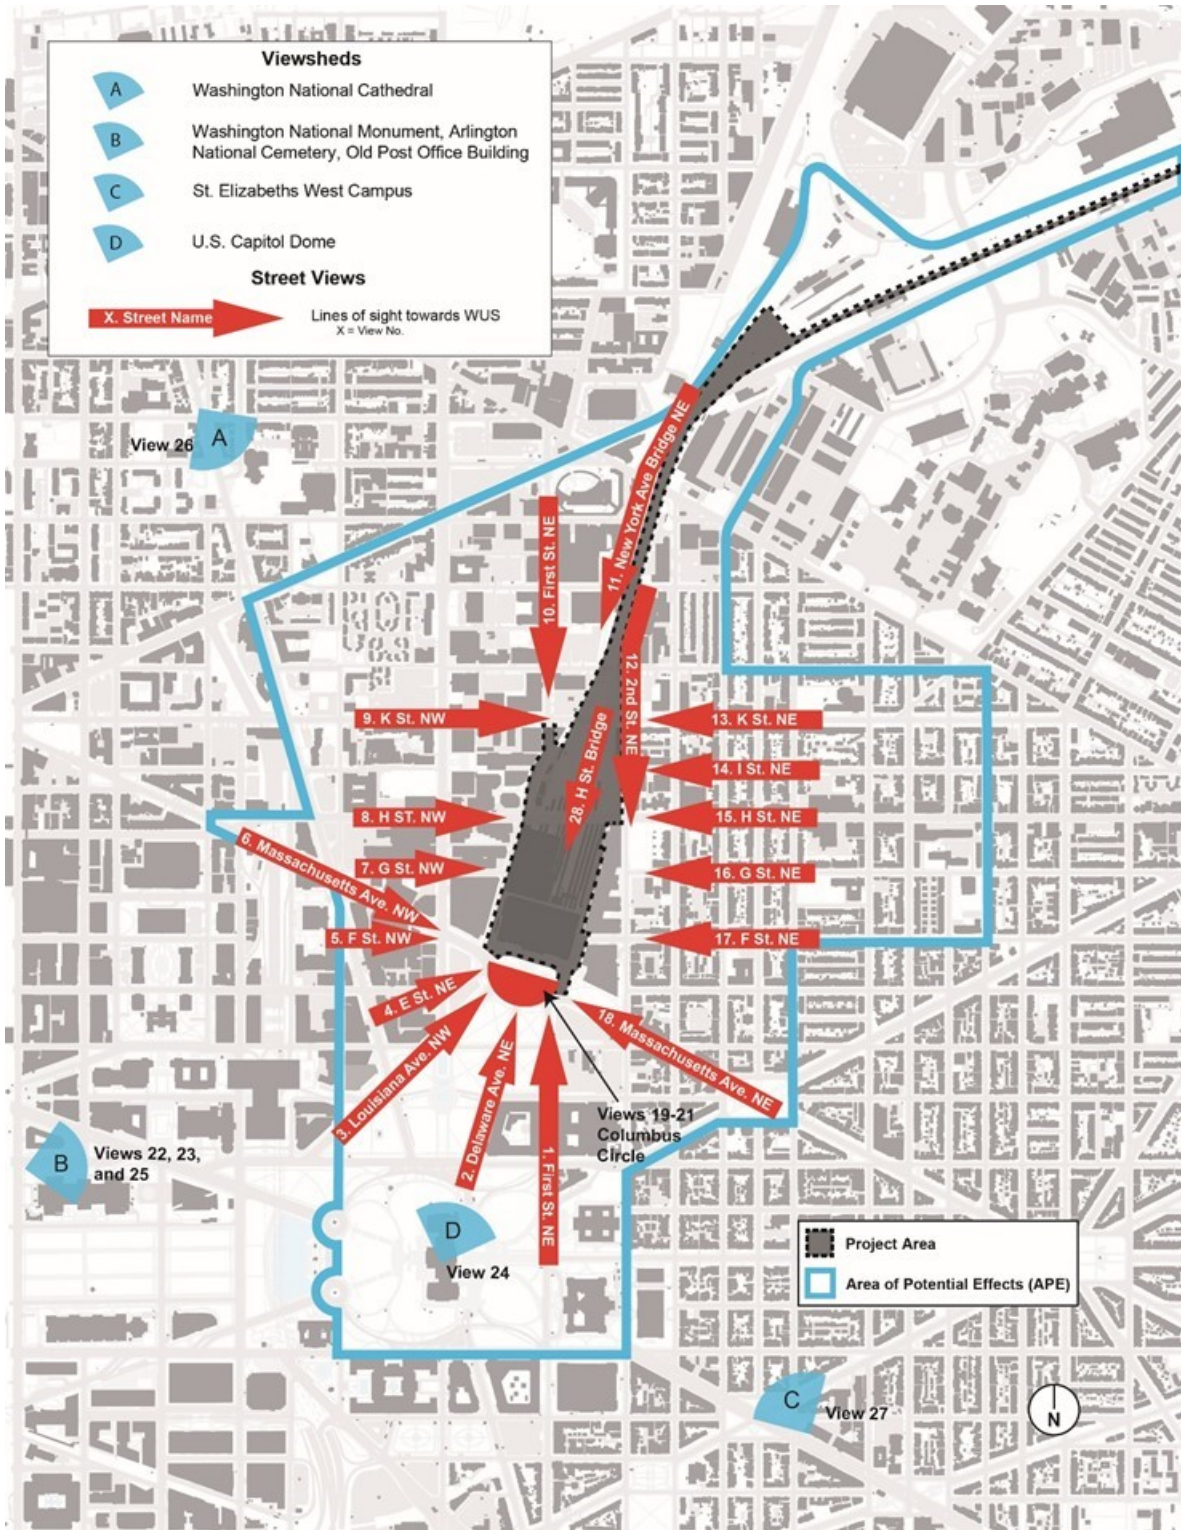 Viewsheds
A Washington National Cathedral
B Washington National Monument, Arlington
National Cemetery, Old Post Office Building
C St. Elizabeths West Campus
D U.S. Capitol Dome
Street Views
X. Street Name
Lines of sight towards WUS
X = View No.
View 26
A
11. New York Ave Bridge NE
10. First St. NE
12. 2nd St. NE
9. K St. NW
13. K St. NE
28. H St. Bridge
14. I St. NE
8. H ST. NW
15. H St. NE
6. Massachusetts Ave. NW
7. G St. NW
16. G St. NE
5. F St. NW
17. F St. NE
4. E St. NE
3. Louisiana Ave. NW
2. Delaware Ave. NE
1. First St. NE
18. Massachusetts Ave. NE
Views 19-21
Columbus
Circle
B
Views 22, 23,
and 25
D
View 24
Project Area
Area of Potential Effects (APE)
C
View 27
N